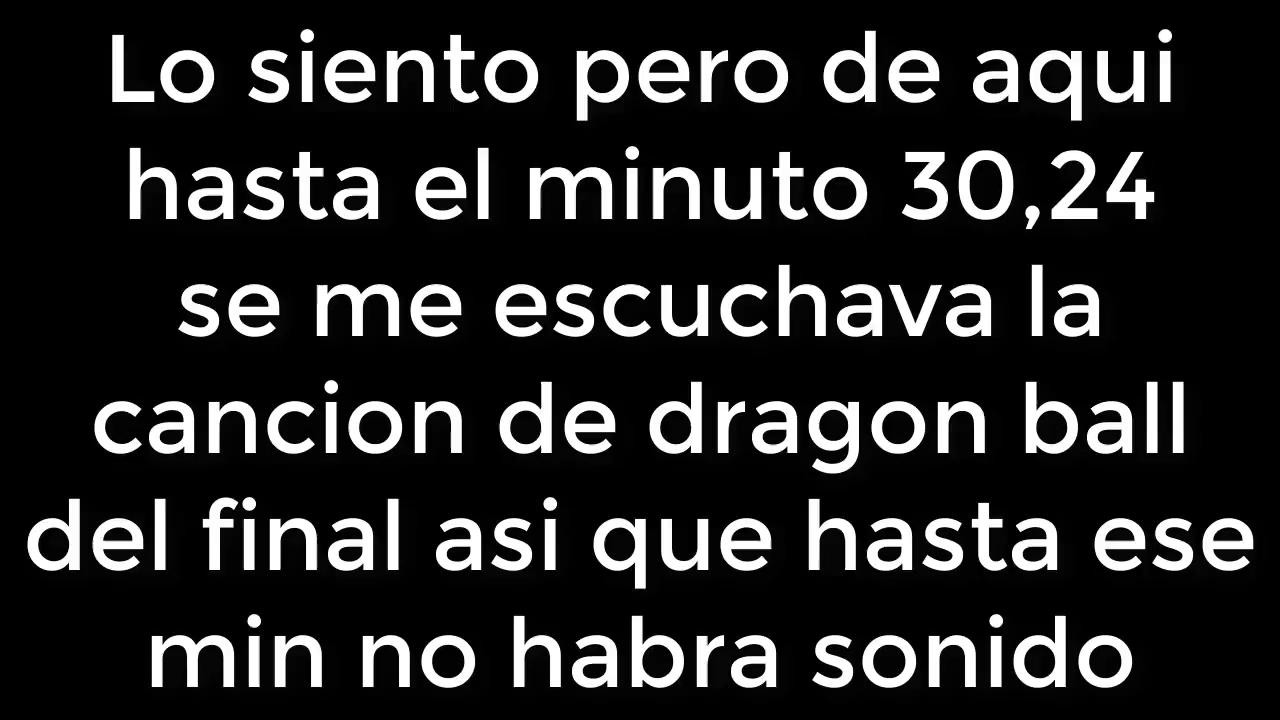 Lo siento pero de aqui
hasta el minuto 30,24
se me escuchava la
cancion de dragon ball
del final asi que hasta ese
min no habra sonido